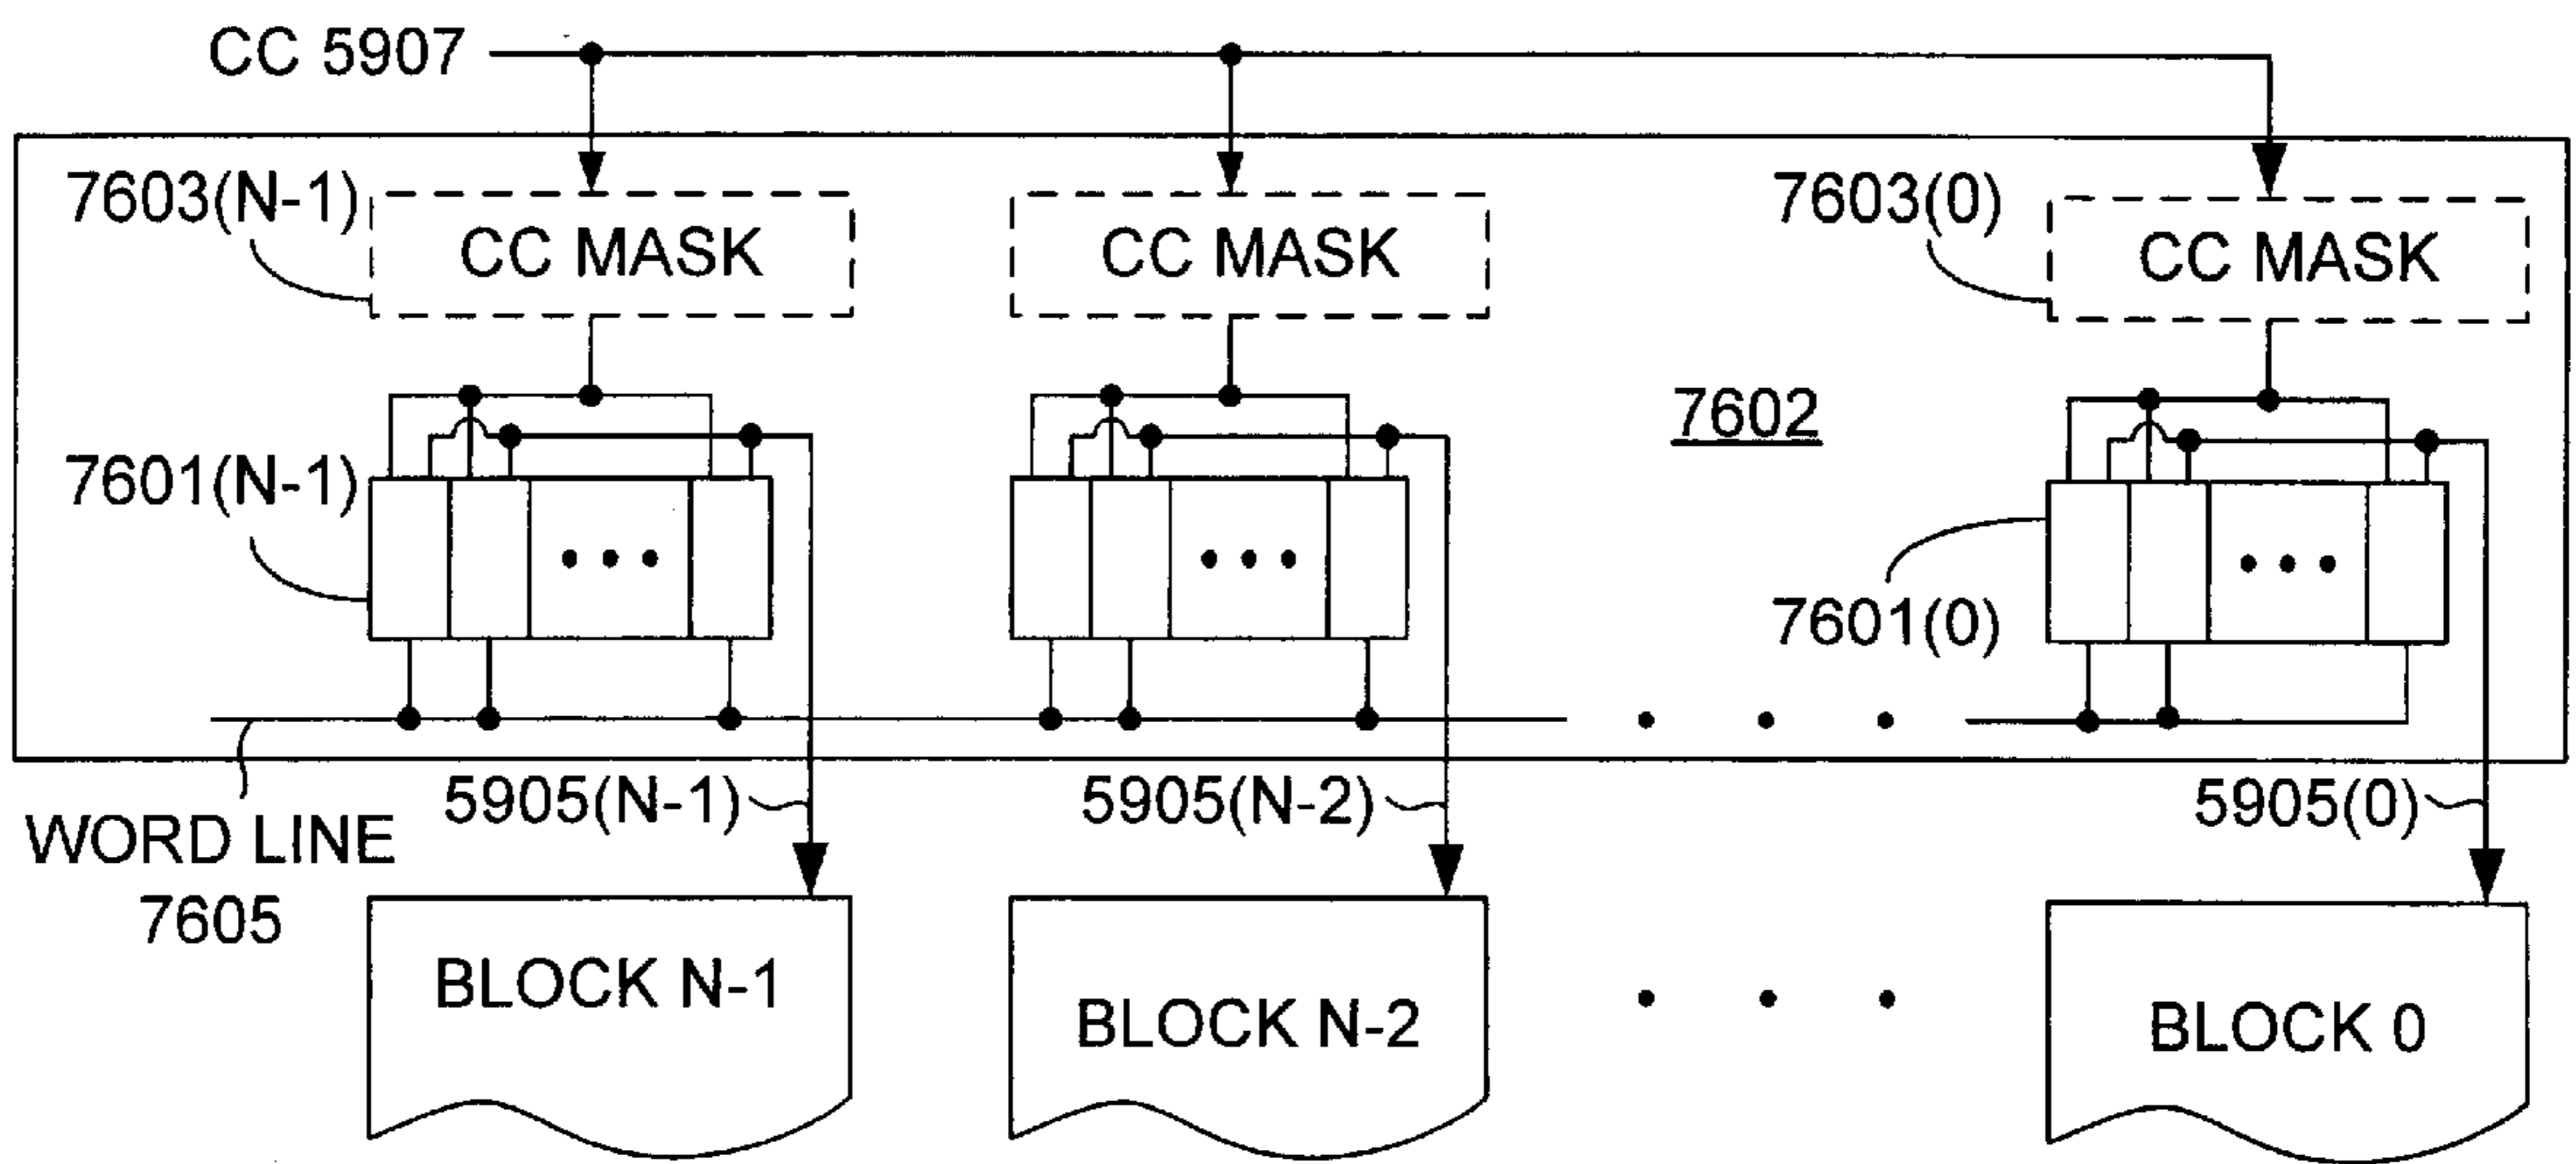 CC 5907
7603(N-1)
CC MASK
CC MASK
7603(0)
CC MASK
7602
7601(N-1)
7601(0)
5905(N-1)
5905(N-2)
5905(0)
WORD LINE
7605
BLOCK N-1
BLOCK N-2
BLOCK 0